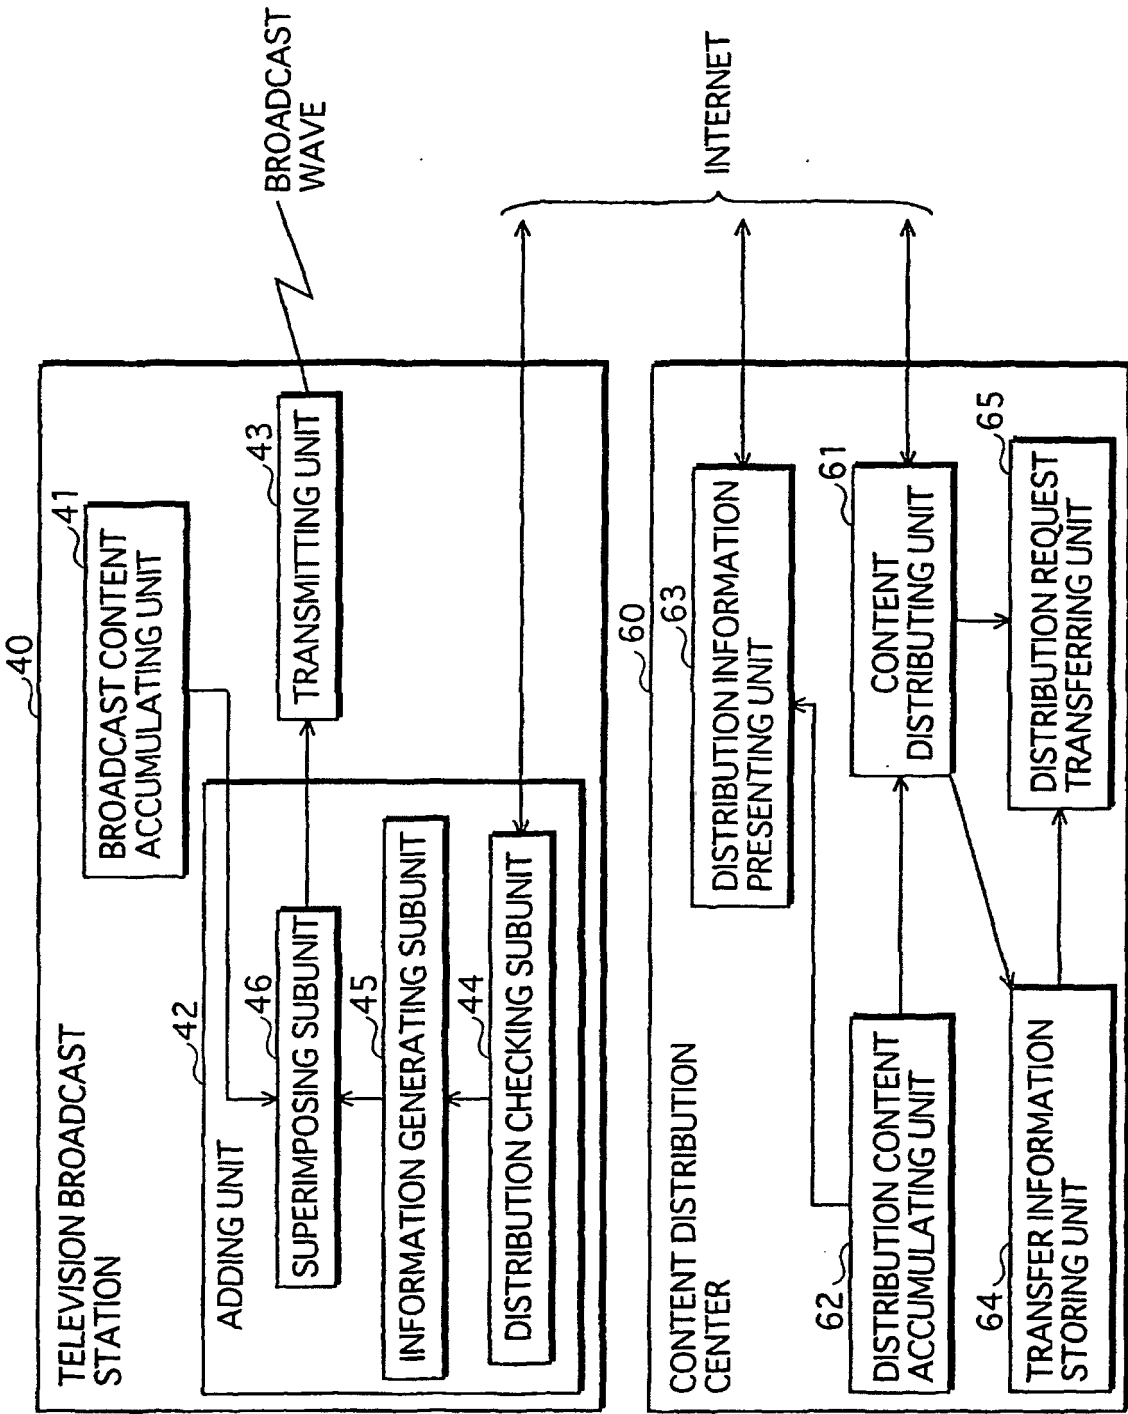 40
TELEVISION BROADCAST
STATION
41
BROADCAST CONTENT
ACCUMULATING UNIT
42
ADDING UNIT
46
SUPERIMPOSING SUBUNIT
43
TRANSMITTING UNIT
BROADCAST
WAVE
45
INFORMATION GENERATING SUBUNIT
44
DISTRIBUTION CHECKING SUBUNIT
INTERNET
60
CONTENT DISTRIBUTION
CENTER
63
DISTRIBUTION INFORMATION
PRESENTING UNIT
62
DISTRIBUTION CONTENT
ACCUMULATING UNIT
61
CONTENT
DISTRIBUTING UNIT
64
TRANSFER INFORMATION
STORING UNIT
65
DISTRIBUTION REQUEST
TRANSFERRING UNIT